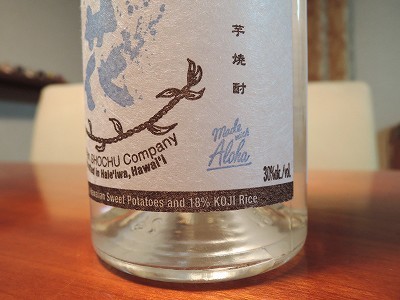 芋焼酎
SHOCHU Company
in Hale'iwa, Hawai'i
Made with
Aloha
30%alc./vol.
Sweet Potatoes and 18% KOJI Rice